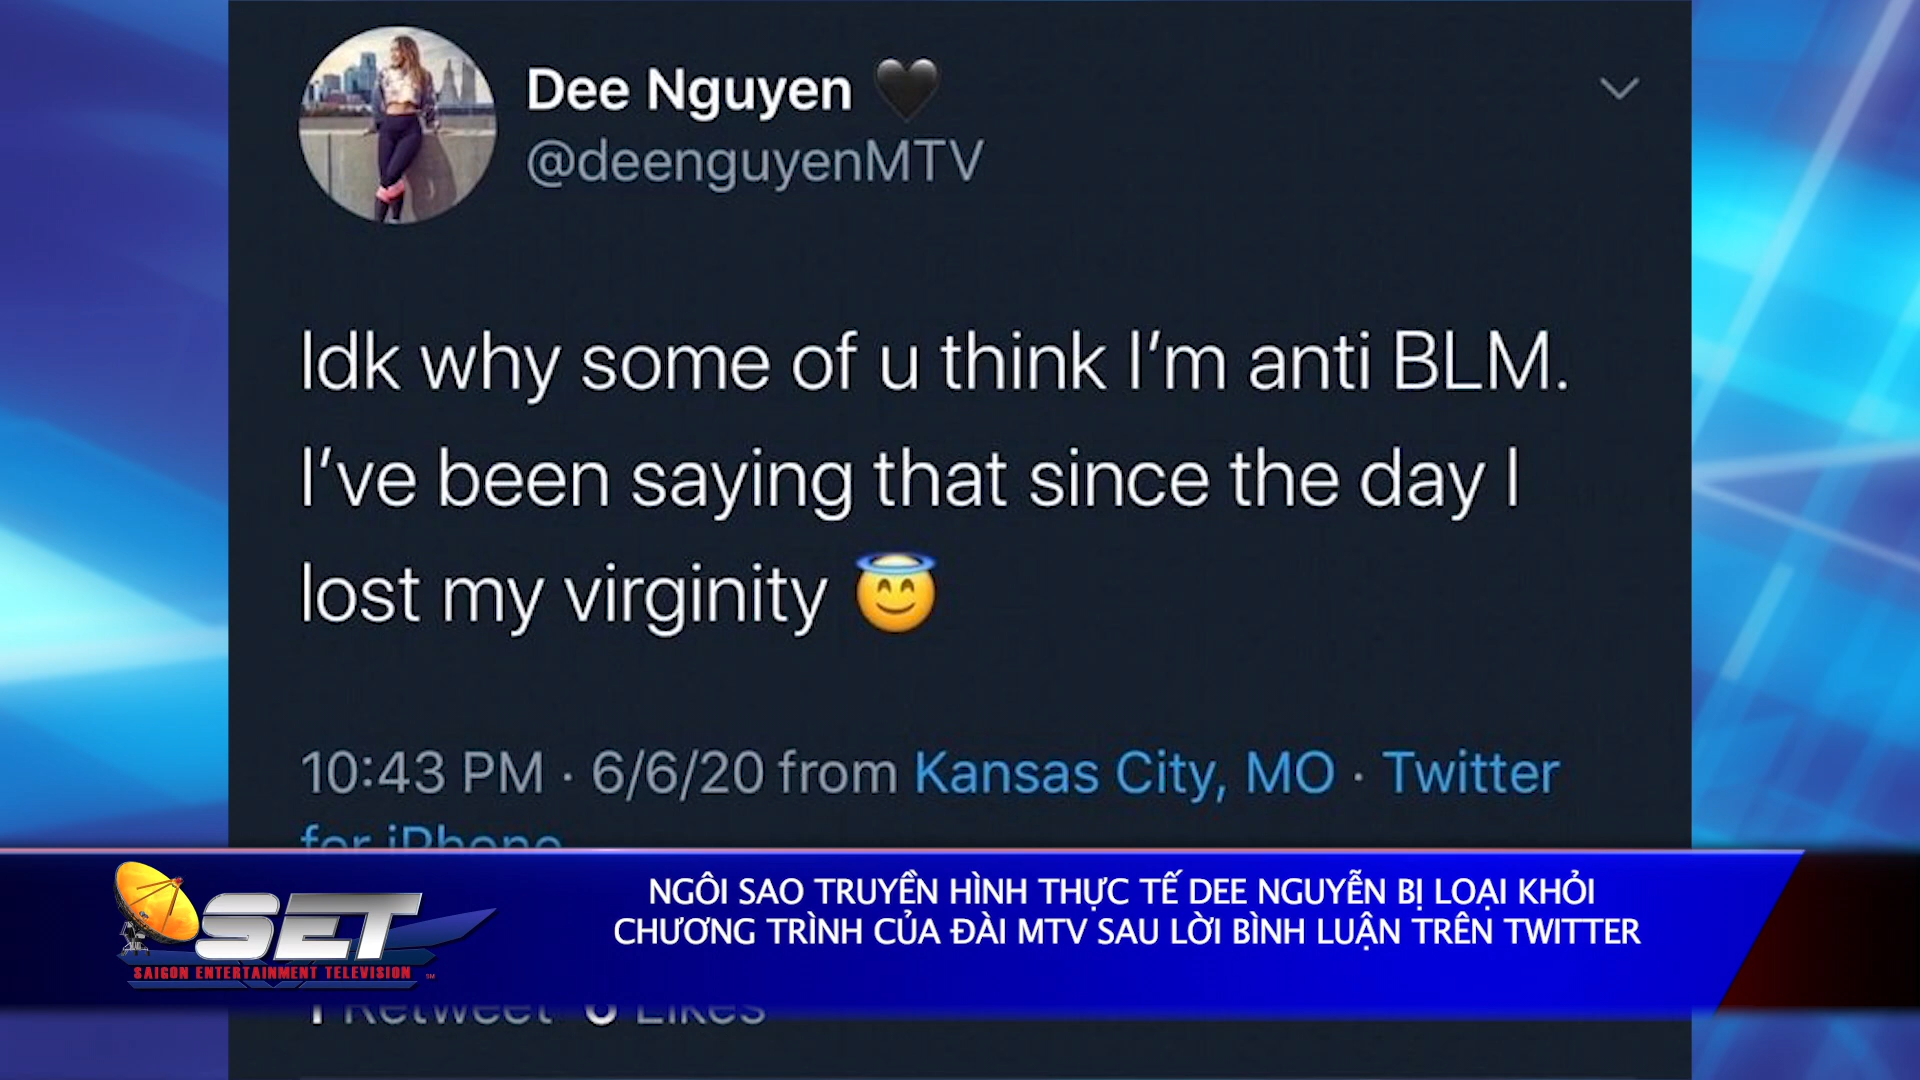 Dee Nguyen 🖤
@deenguyenMTV
Idk why some of u think I’m anti BLM.
I’ve been saying that since the day I
lost my virginity 😇
10:43 PM · 6/6/20 from Kansas City, MO · Twitter
for iPhone
NGÔI SAO TRUYỀN HÌNH THỰC TẾ DEE NGUYỄN BỊ LOẠI KHỎI
CHƯƠNG TRÌNH CỦA ĐÀI MTV SAU LỜI BÌNH LUẬN TRÊN TWITTER
SET
SAIGON ENTERTAINMENT TELEVISION SM
1 Retweet 6 Likes